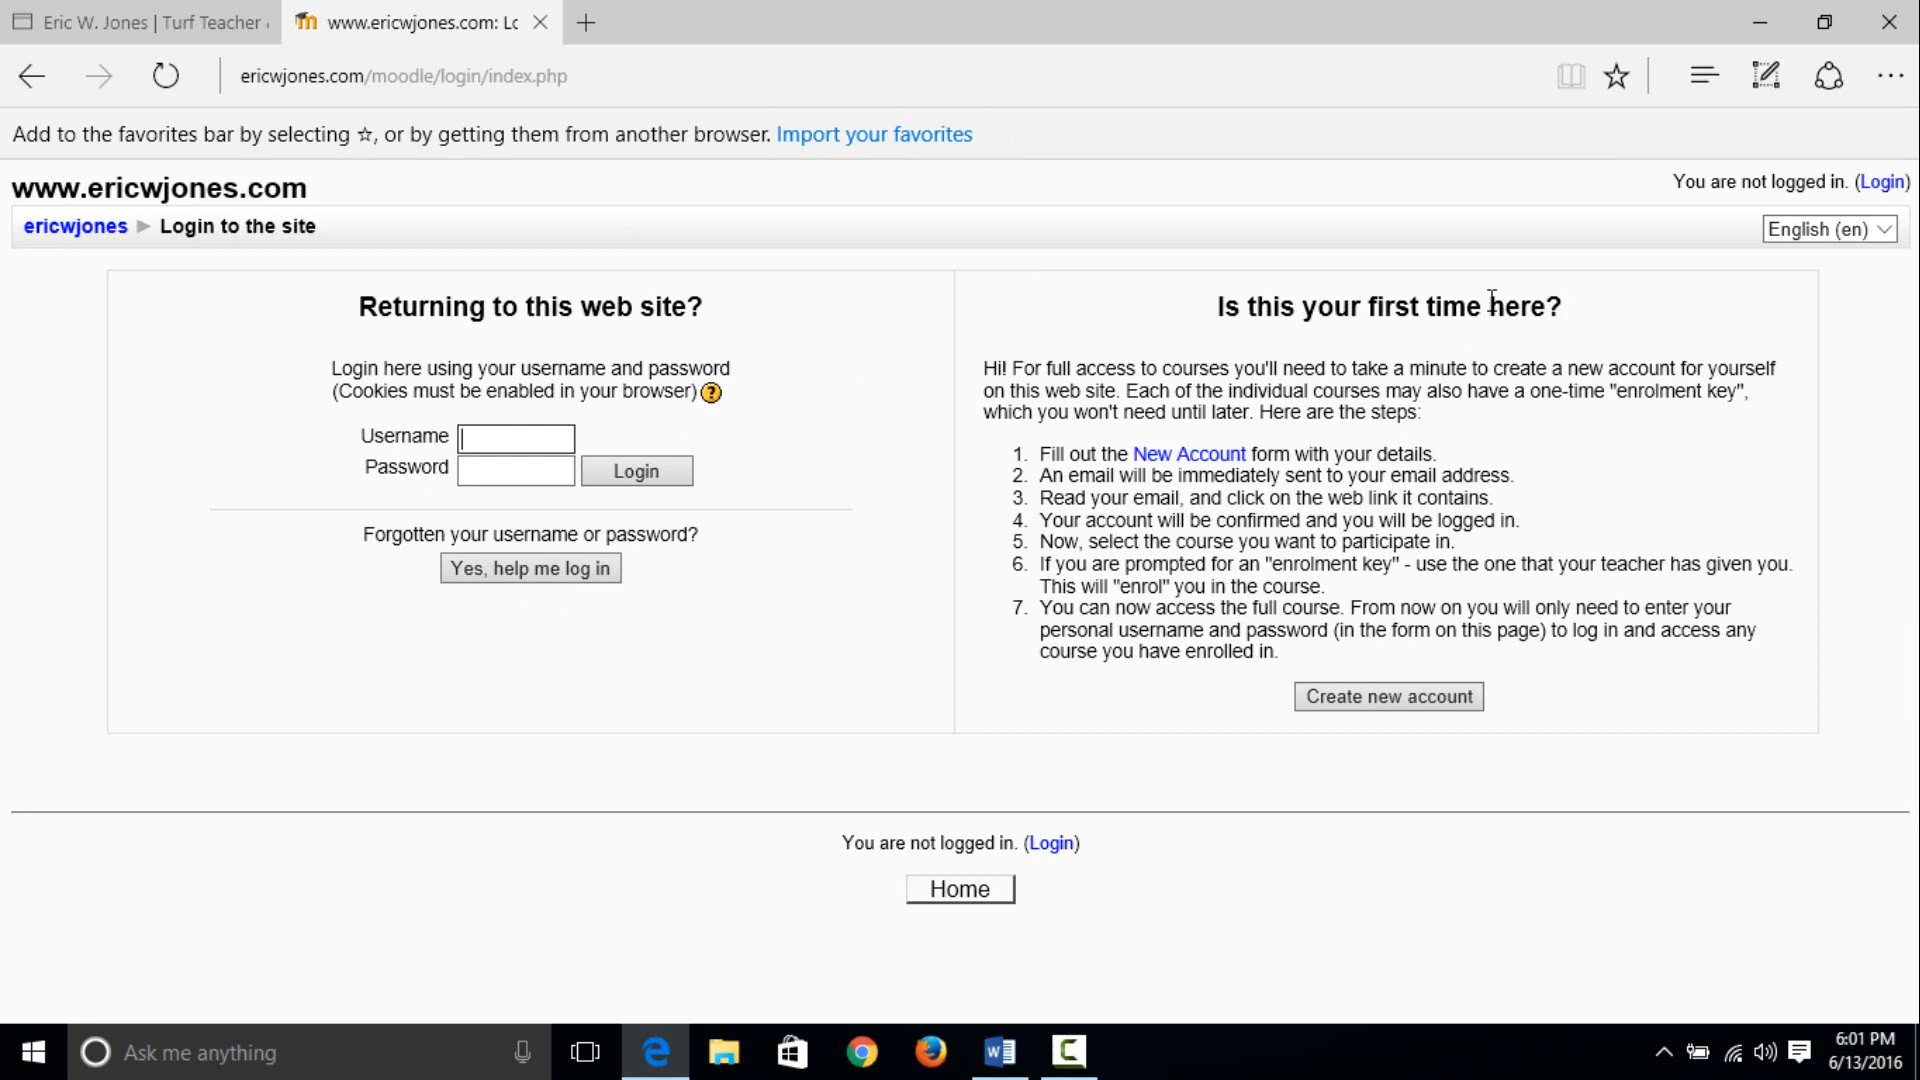 Eric W. Jones | Turf Teacher
www.ericwjones.com: Lo
ericwjones.com/moodle/login/index.php
Add to the favorites bar by selecting ☆, or by getting them from another browser. Import your favorites
www.ericwjones.com
You are not logged in. (Login)
ericwjones ► Login to the site
English (en)
Returning to this web site?
Login here using your username and password
(Cookies must be enabled in your browser) ?
Username
Password
Login
Forgotten your username or password?
Yes, help me log in
Is this your first time here?
Hi! For full access to courses you'll need to take a minute to create a new account for yourself
on this web site. Each of the individual courses may also have a one-time "enrolment key",
which you won't need until later. Here are the steps:
1. Fill out the New Account form with your details.
2. An email will be immediately sent to your email address.
3. Read your email, and click on the web link it contains.
4. Your account will be confirmed and you will be logged in.
5. Now, select the course you want to participate in.
6. If you are prompted for an "enrolment key" - use the one that your teacher has given you.
This will "enrol" you in the course.
7. You can now access the full course. From now on you will only need to enter your
personal username and password (in the form on this page) to log in and access any
course you have enrolled in.
Create new account
You are not logged in. (Login)
Home
Ask me anything
6:01 PM
6/13/2016